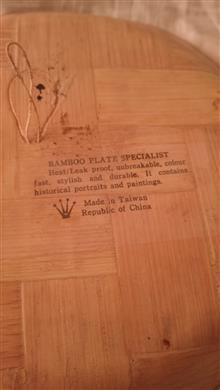 BAMBOO PLATE SPECIALIST
Heat/Leak proof, unbreakable, colour
fast, stylish and durable. It contains
historical portraits and paintings.
Made in Taiwan
Republic of China